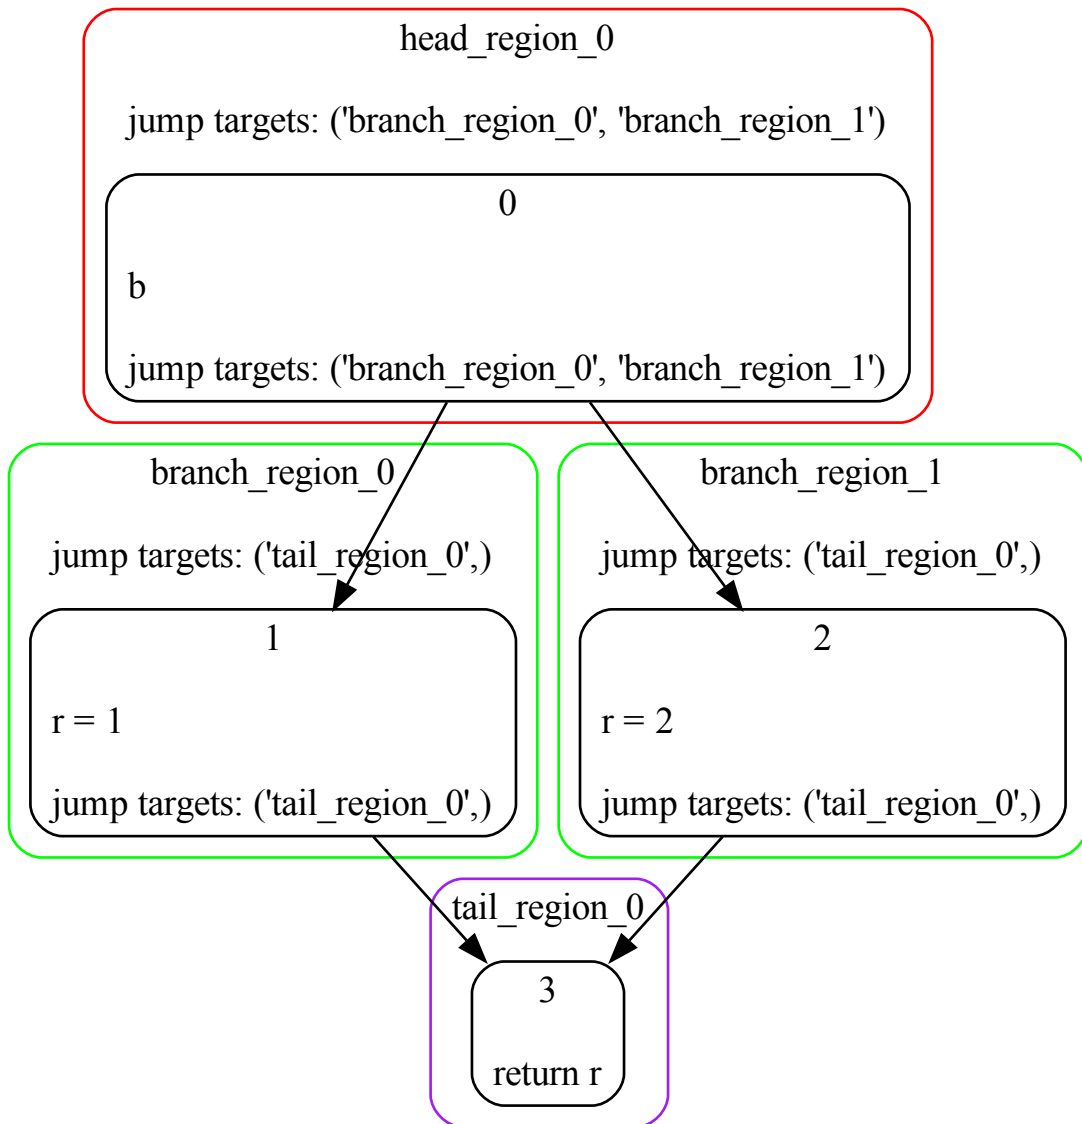 head_region_0
jump targets: ('branch_region_0', 'branch_region_1')
0
b
jump targets: ('branch_region_0', 'branch_region_1')
branch_region_0
jump targets: ('tail_region_0',)
1
r = 1
jump targets: ('tail_region_0',)
branch_region_1
jump targets: ('tail_region_0',)
2
r = 2
jump targets: ('tail_region_0',)
tail_region_0
3
return r